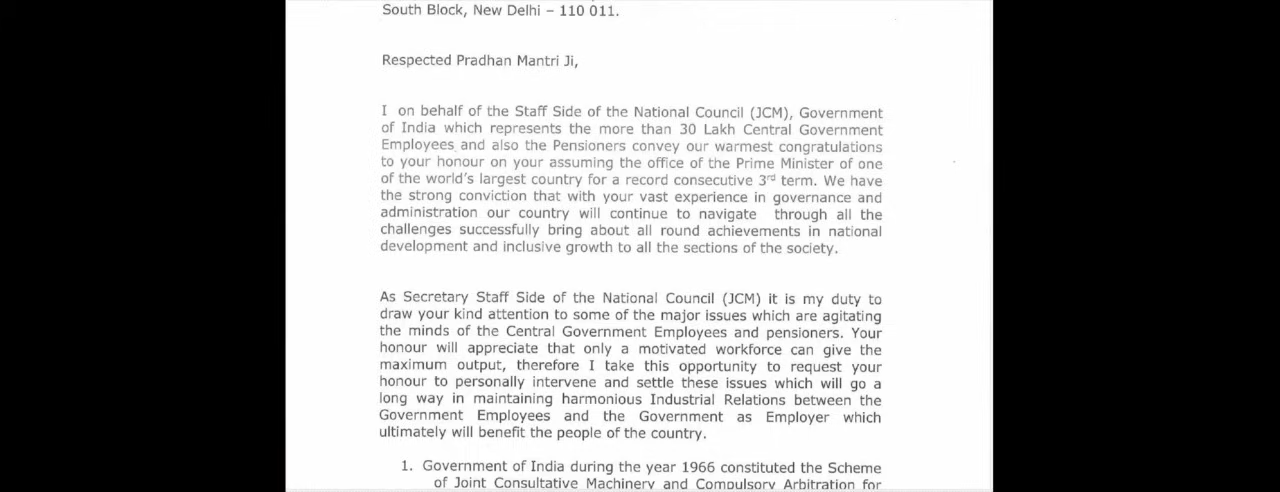 South Block, New Delhi – 110 011.
Respected Pradhan Mantri Ji,
I on behalf of the Staff Side of the National Council (JCM), Government
of India which represents the more than 30 Lakh Central Government
Employees and also the Pensioners convey our warmest congratulations
to your honour on your assuming the office of the Prime Minister of one
of the world's largest country for a record consecutive 3rd term. We have
the strong conviction that with your vast experience in governance and
administration our country will continue to navigate through all the
challenges successfully bring about all round achievements in national
development and inclusive growth to all the sections of the society.
As Secretary Staff Side of the National Council (JCM) it is my duty to
draw your kind attention to some of the major issues which are agitating
the minds of the Central Government Employees and pensioners. Your
honour will appreciate that only a motivated workforce can give the
maximum output, therefore I take this opportunity to request your
honour to personally intervene and settle these issues which will go a
long way in maintaining harmonious Industrial Relations between the
Government Employees and the Government as Employer which
ultimately will benefit the people of the country.
1. Government of India during the year 1966 constituted the Scheme
of Joint Consultative Machinery and Compulsory Arbitration for